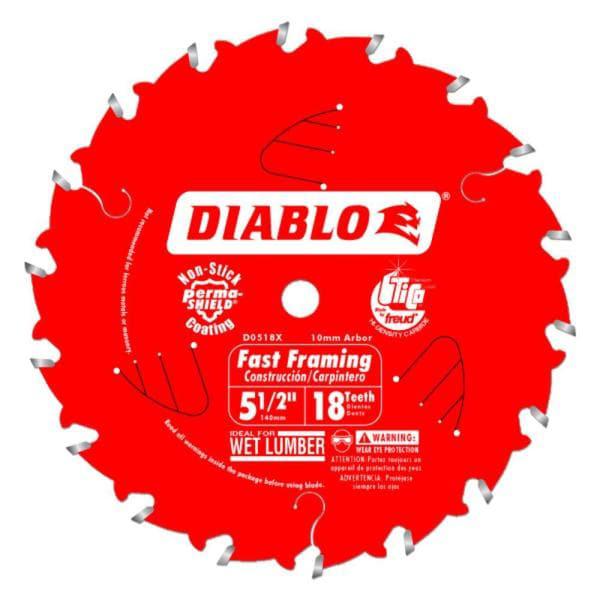 DIABLO ®
Non-Stick
Perma-
SHIELD®
Coating
TiCo
freud®
HI-DENSITY CARBIDE
D0518X 10mm Arbor
Fast Framing
Construcción/Carpintero
5 1/2"
140mm
18 Teeth
Dientes
Dents
IDEAL FOR
WET LUMBER
WARNING:
WEAR EYE PROTECTION
ATTENTION: Portez toujours un
appareil de protection des yeux
ADVERTENCIA: Protéjase
siempre los ojos
Not recommended for ferrous metals or masonry.
Read all warnings inside the package before using blade.